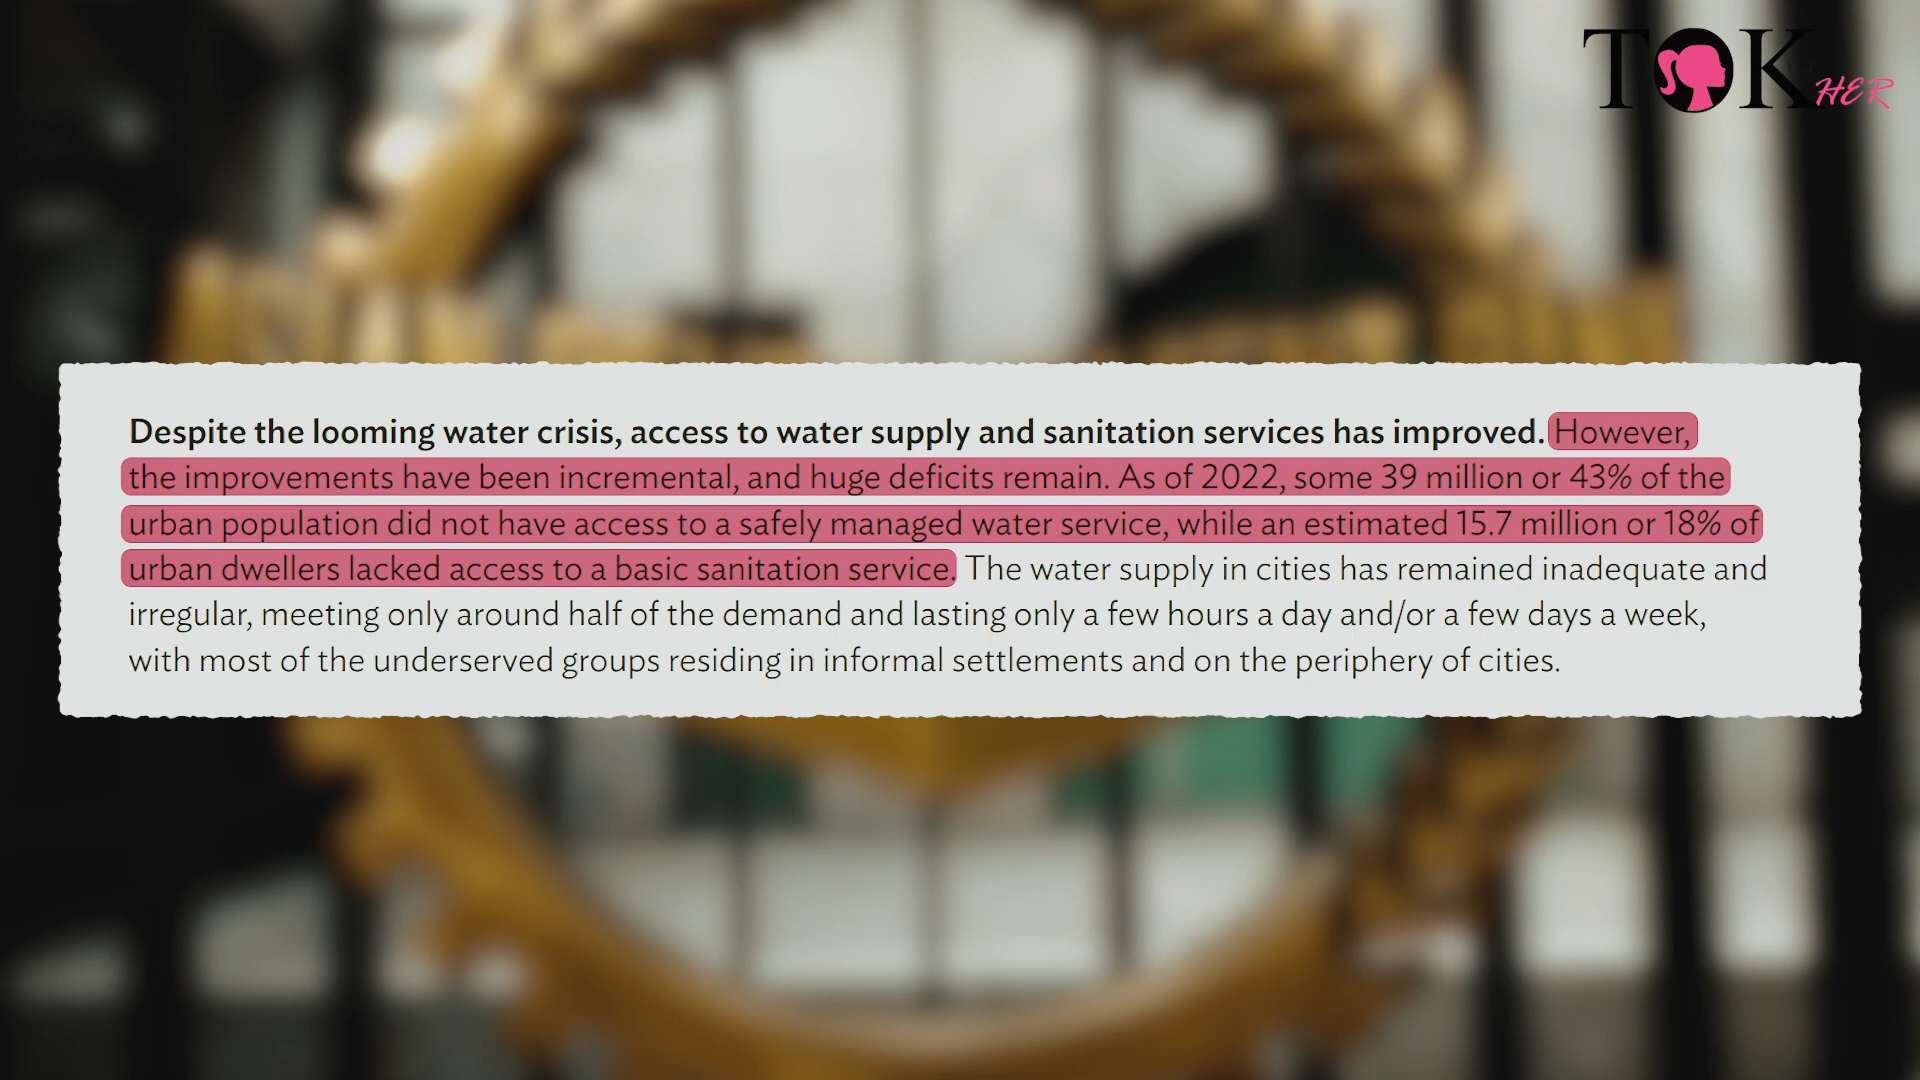 TOK HER
Despite the looming water crisis, access to water supply and sanitation services has improved. However,
the improvements have been incremental, and huge deficits remain. As of 2022, some 39 million or 43% of the
urban population did not have access to a safely managed water service, while an estimated 15.7 million or 18% of
urban dwellers lacked access to a basic sanitation service. The water supply in cities has remained inadequate and
irregular, meeting only around half of the demand and lasting only a few hours a day and/or a few days a week,
with most of the underserved groups residing in informal settlements and on the periphery of cities.